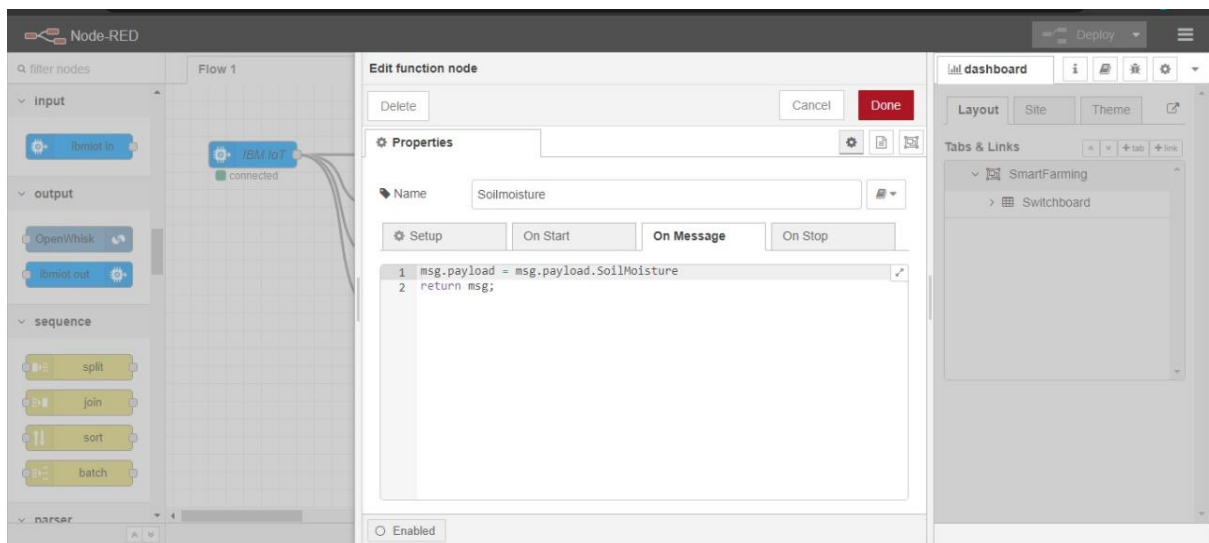 Node-RED
Deploy
filter nodes
input
ibmiot in
output
OpenWhisk
ibmiot out
sequence
split
join
sort
batch
parser
Flow 1
IBM IoT
connected
Edit function node
Delete
Cancel
Done
Properties
Name
Soilmoisture
Setup
On Start
On Message
On Stop
1 msg.payload = msg.payload.SoilMoisture
2 return msg;
Enabled
dashboard
i
Layout
Site
Theme
Tabs & Links
+ tab
+ link
SmartFarming
Switchboard